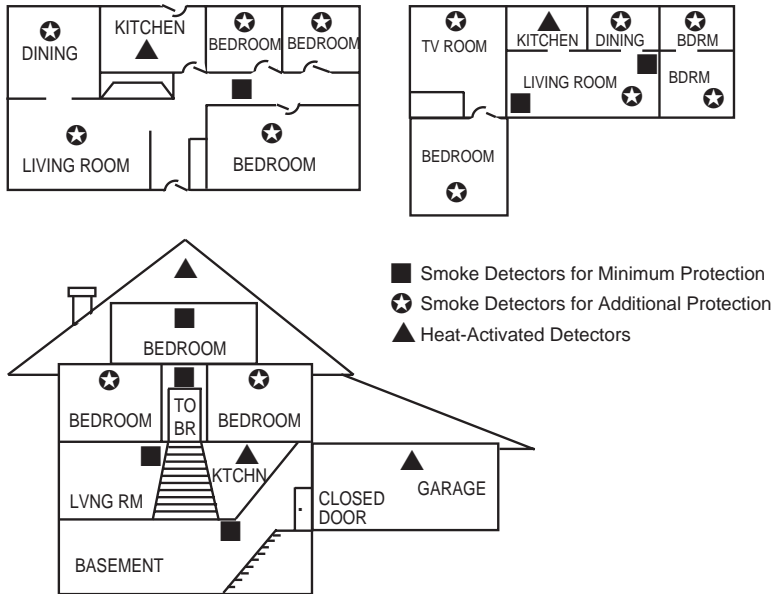 DINING
KITCHEN
BEDROOM
BEDROOM
LIVING ROOM
BEDROOM
TV ROOM
KITCHEN
DINING
BDRM
LIVING ROOM
BDRM
BEDROOM
Smoke Detectors for Minimum Protection
Smoke Detectors for Additional Protection
Heat-Activated Detectors
BEDROOM
BEDROOM
TO
BR
BEDROOM
LVNG RM
KTCHN
CLOSED
DOOR
GARAGE
BASEMENT